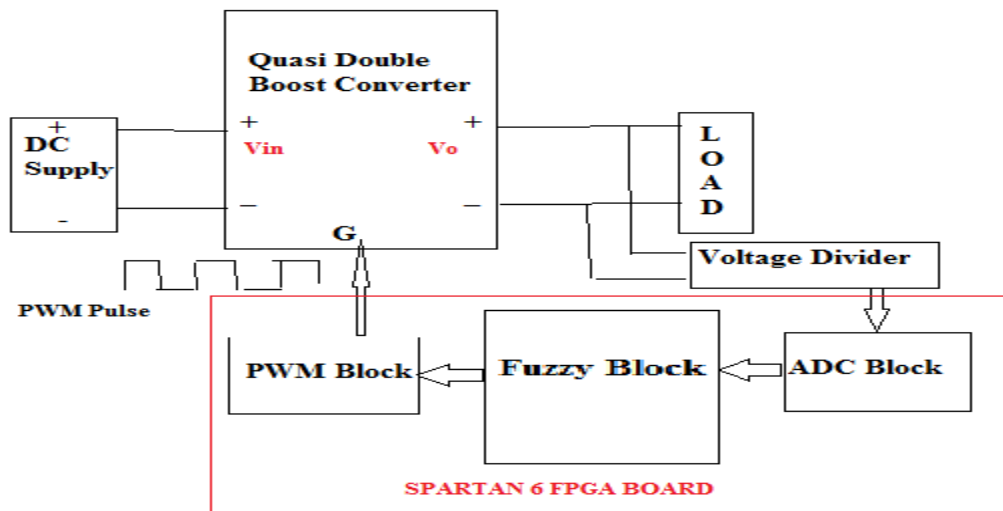 Quasi Double
Boost Converter
+
DC
Supply
-
+
Vin
–
+
Vo
–
G
L
O
A
D
Voltage Divider
PWM Pulse
PWM Block
Fuzzy Block
ADC Block
SPARTAN 6 FPGA BOARD